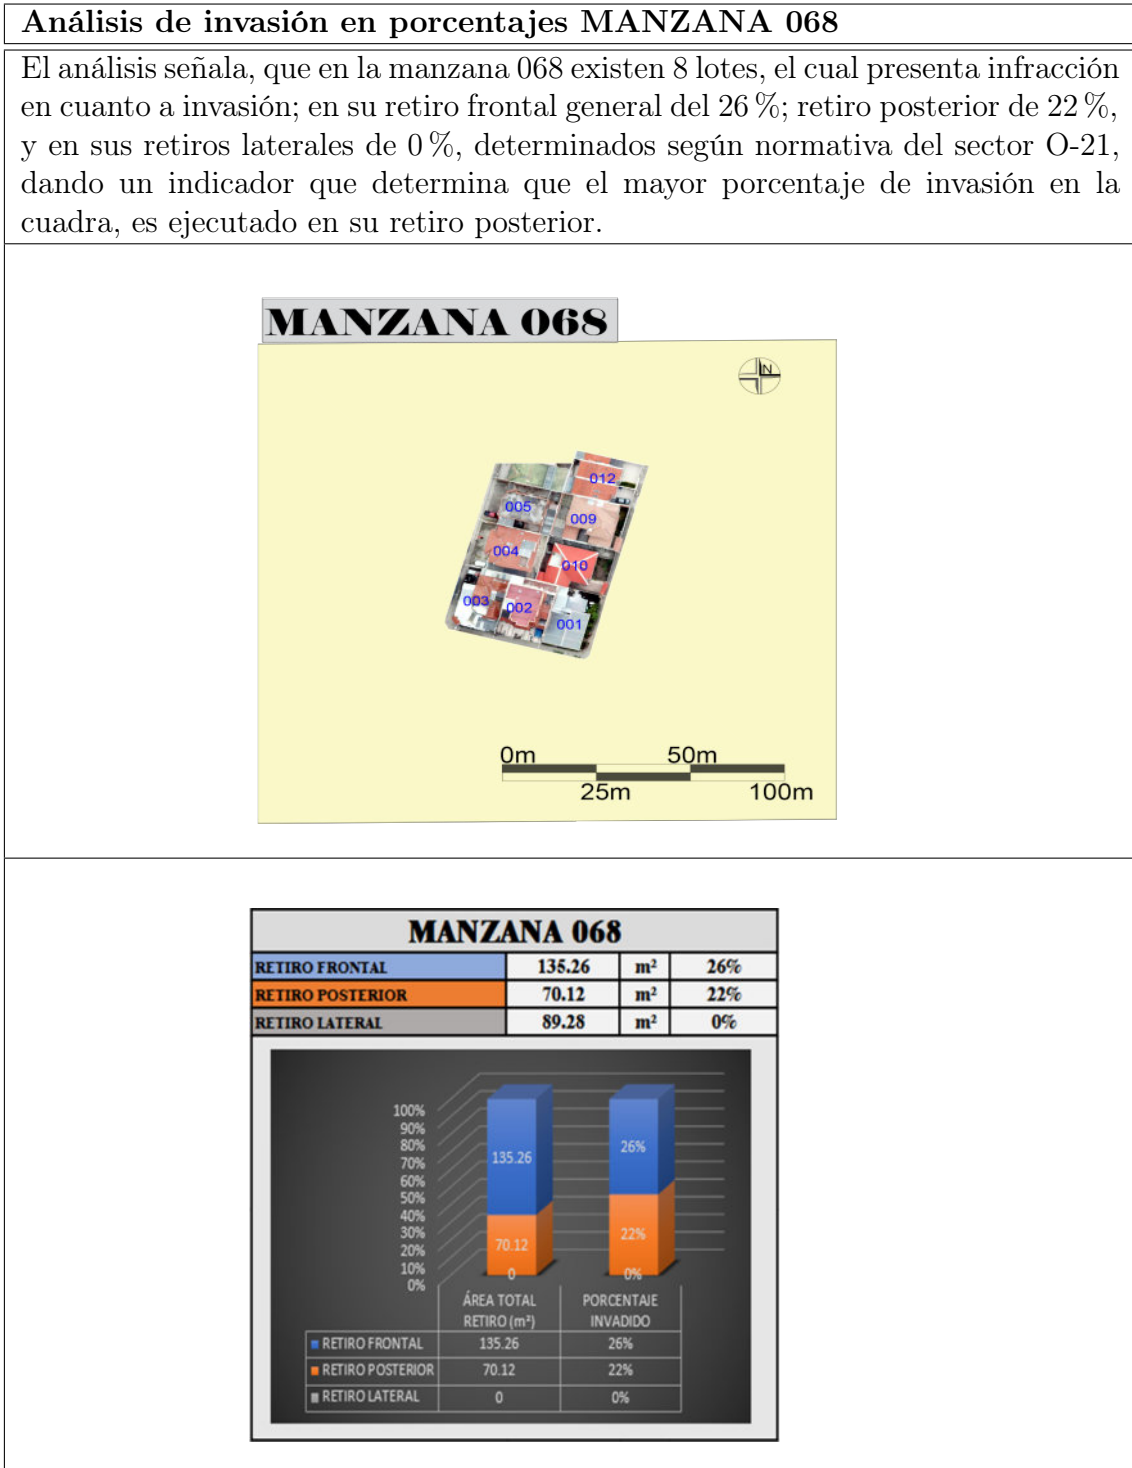 Análisis de invasión en porcentajes MANZANA 068
El análisis señala, que en la manzana 068 existen 8 lotes, el cual presenta infracción
en cuanto a invasión; en su retiro frontal general del 26 %; retiro posterior de 22 %,
y en sus retiros laterales de 0 %, determinados según normativa del sector O-21,
dando un indicador que determina que el mayor porcentaje de invasión en la
cuadra, es ejecutado en su retiro posterior.
MANZANA 068
N
012
005
009
004
010
003
002
001
0m 50m
25m 100m
MANZANA 068
RETIRO FRONTAL 135.26 m² 26%
RETIRO POSTERIOR 70.12 m² 22%
RETIRO LATERAL 89.28 m² 0%
100%
90%
80%
70%
60%
50%
40%
30%
20%
10%
0%
135.26 26%
70.12 22%
0 0%
ÁREA TOTAL PORCENTAJE
RETIRO (m²) INVADIDO
RETIRO FRONTAL 135.26 26%
RETIRO POSTERIOR 70.12 22%
RETIRO LATERAL 0 0%